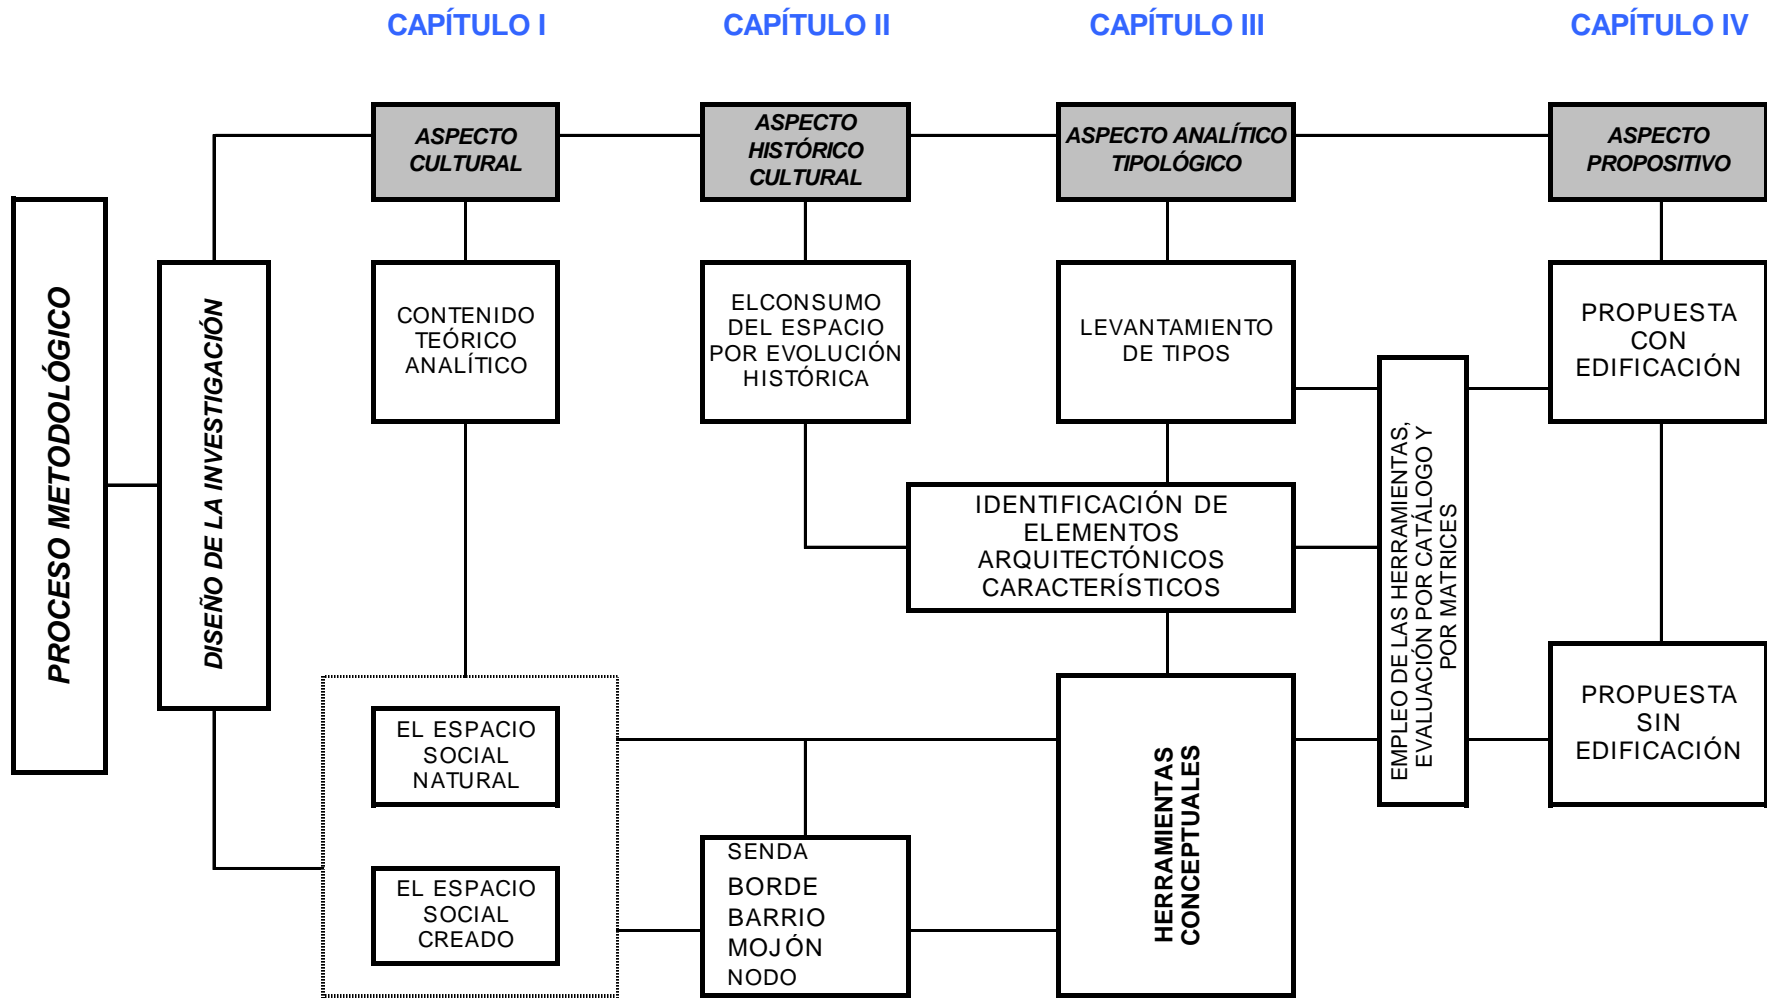 CAPÍTULO I
CAPÍTULO II
CAPÍTULO III
CAPÍTULO IV
PROCESO METODOLÓGICO
DISEÑO DE LA INVESTIGACIÓN
ASPECTO
CULTURAL
ASPECTO
HISTÓRICO
CULTURAL
ASPECTO ANALÍTICO
TIPOLÓGICO
ASPECTO
PROPOSITIVO
CONTENIDO
TEÓRICO
ANALÍTICO
ELCONSUMO
DEL ESPACIO
POR EVOLUCIÓN
HISTÓRICA
LEVANTAMIENTO
DE TIPOS
PROPUESTA
CON
EDIFICACIÓN
IDENTIFICACIÓN DE
ELEMENTOS
ARQUITECTÓNICOS
CARACTERÍSTICOS
EMPLEO DE LAS HERRAMIENTAS,
EVALUACIÓN POR CATÁLOGO Y
POR MATRICES
EL ESPACIO
SOCIAL
NATURAL
EL ESPACIO
SOCIAL
CREADO
SENDA
BORDE
BARRIO
MOJÓN
NODO
HERRAMIENTAS
CONCEPTUALES
PROPUESTA
SIN
EDIFICACIÓN